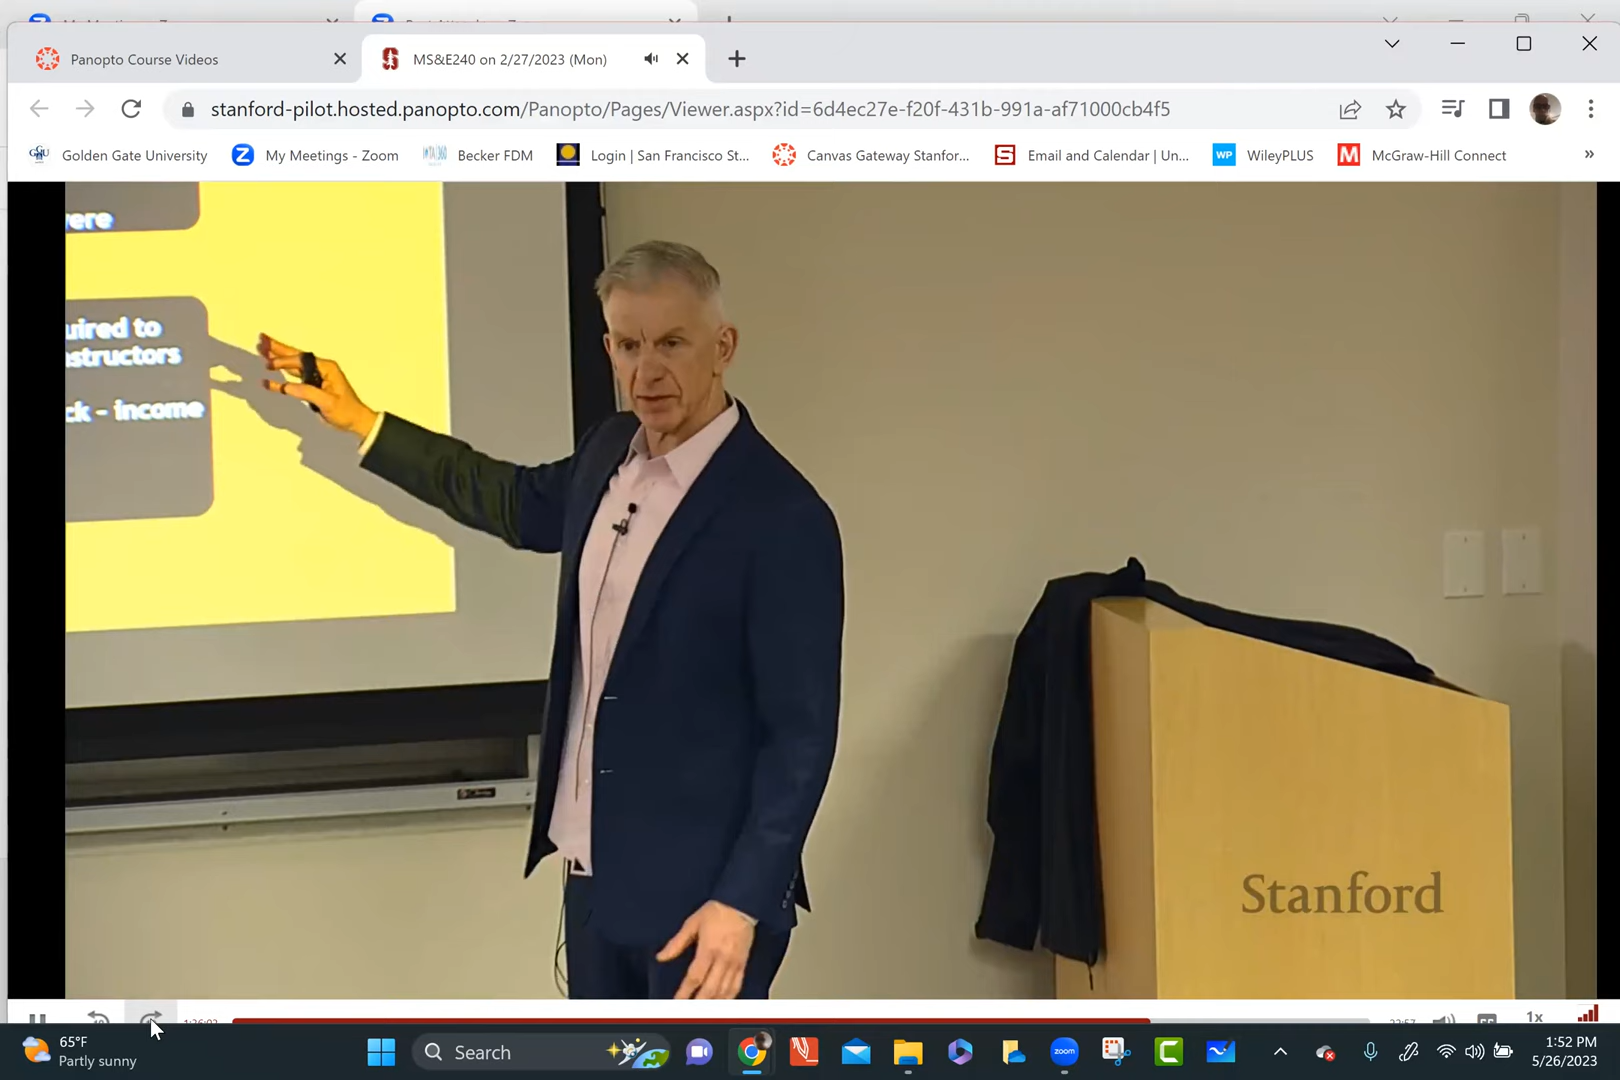 Panopto Course Videos
MS&E240 on 2/27/2023 (Mon)
stanford-pilot.hosted.panopto.com/Panopto/Pages/Viewer.aspx?id=6d4ec27e-f20f-431b-991a-af71000cb4f5
Golden Gate University
My Meetings - Zoom
Becker FDM
Login | San Francisco St...
Canvas Gateway Stanfor...
Email and Calendar | Un...
WP
WileyPLUS
M
McGraw-Hill Connect
»
ere
uired to
structors
ck - income
Stanford
1x
65°F
Partly sunny
Search
zoom
1:52 PM
5/26/2023